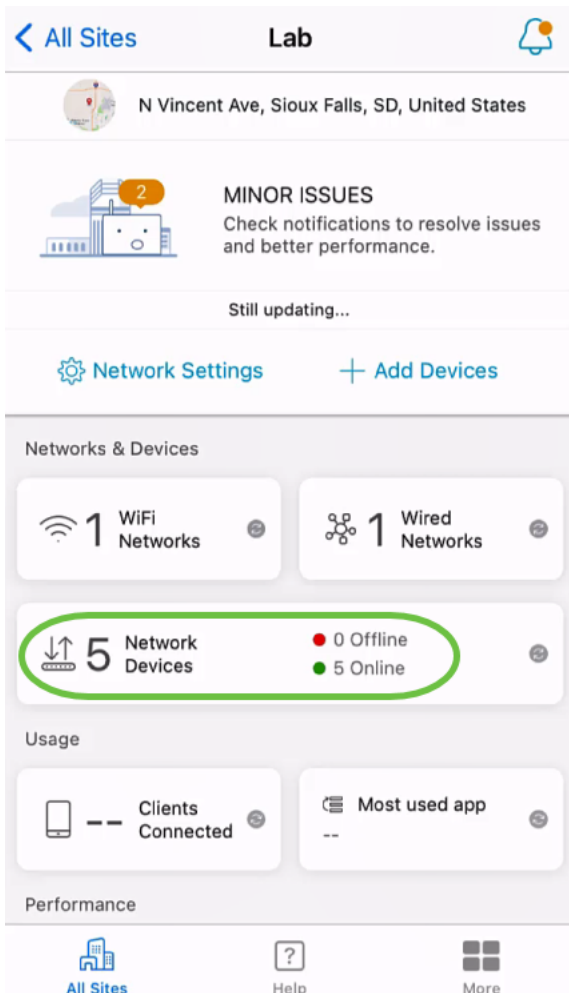 All Sites
Lab
N Vincent Ave, Sioux Falls, SD, United States
2
MINOR ISSUES
Check notifications to resolve issues
and better performance.
Still updating...
Network Settings
Add Devices
Networks & Devices
1 WiFi
Networks
1 Wired
Networks
5 Network
Devices
0 Offline
5 Online
Usage
-- Clients
Connected
Most used app
--
Performance
?
All Sites
Help
More